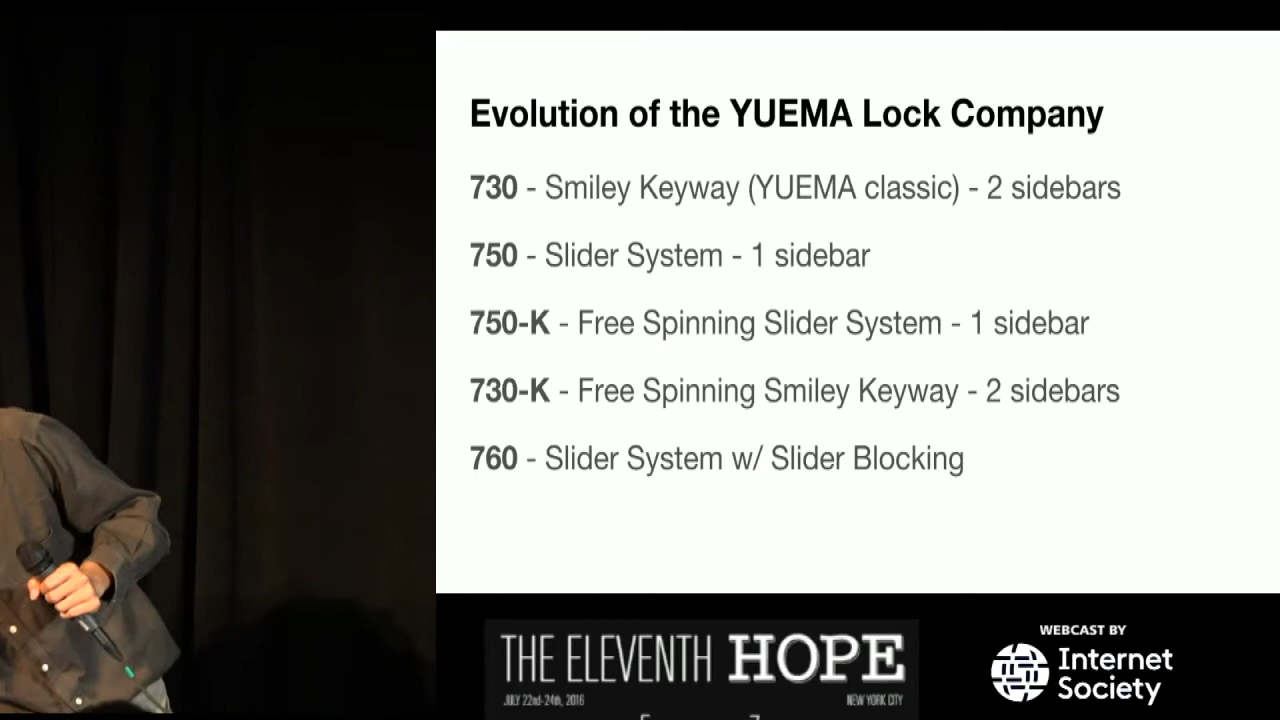 Evolution of the YUEMA Lock Company
730 - Smiley Keyway (YUEMA classic) - 2 sidebars
750 - Slider System - 1 sidebar
750-K - Free Spinning Slider System - 1 sidebar
730-K - Free Spinning Smiley Keyway - 2 sidebars
760 - Slider System w/ Slider Blocking
THE ELEVENTH HOPE
JULY 22nd-24th, 2016
NEW YORK CITY
WEBCAST BY
Internet
Society